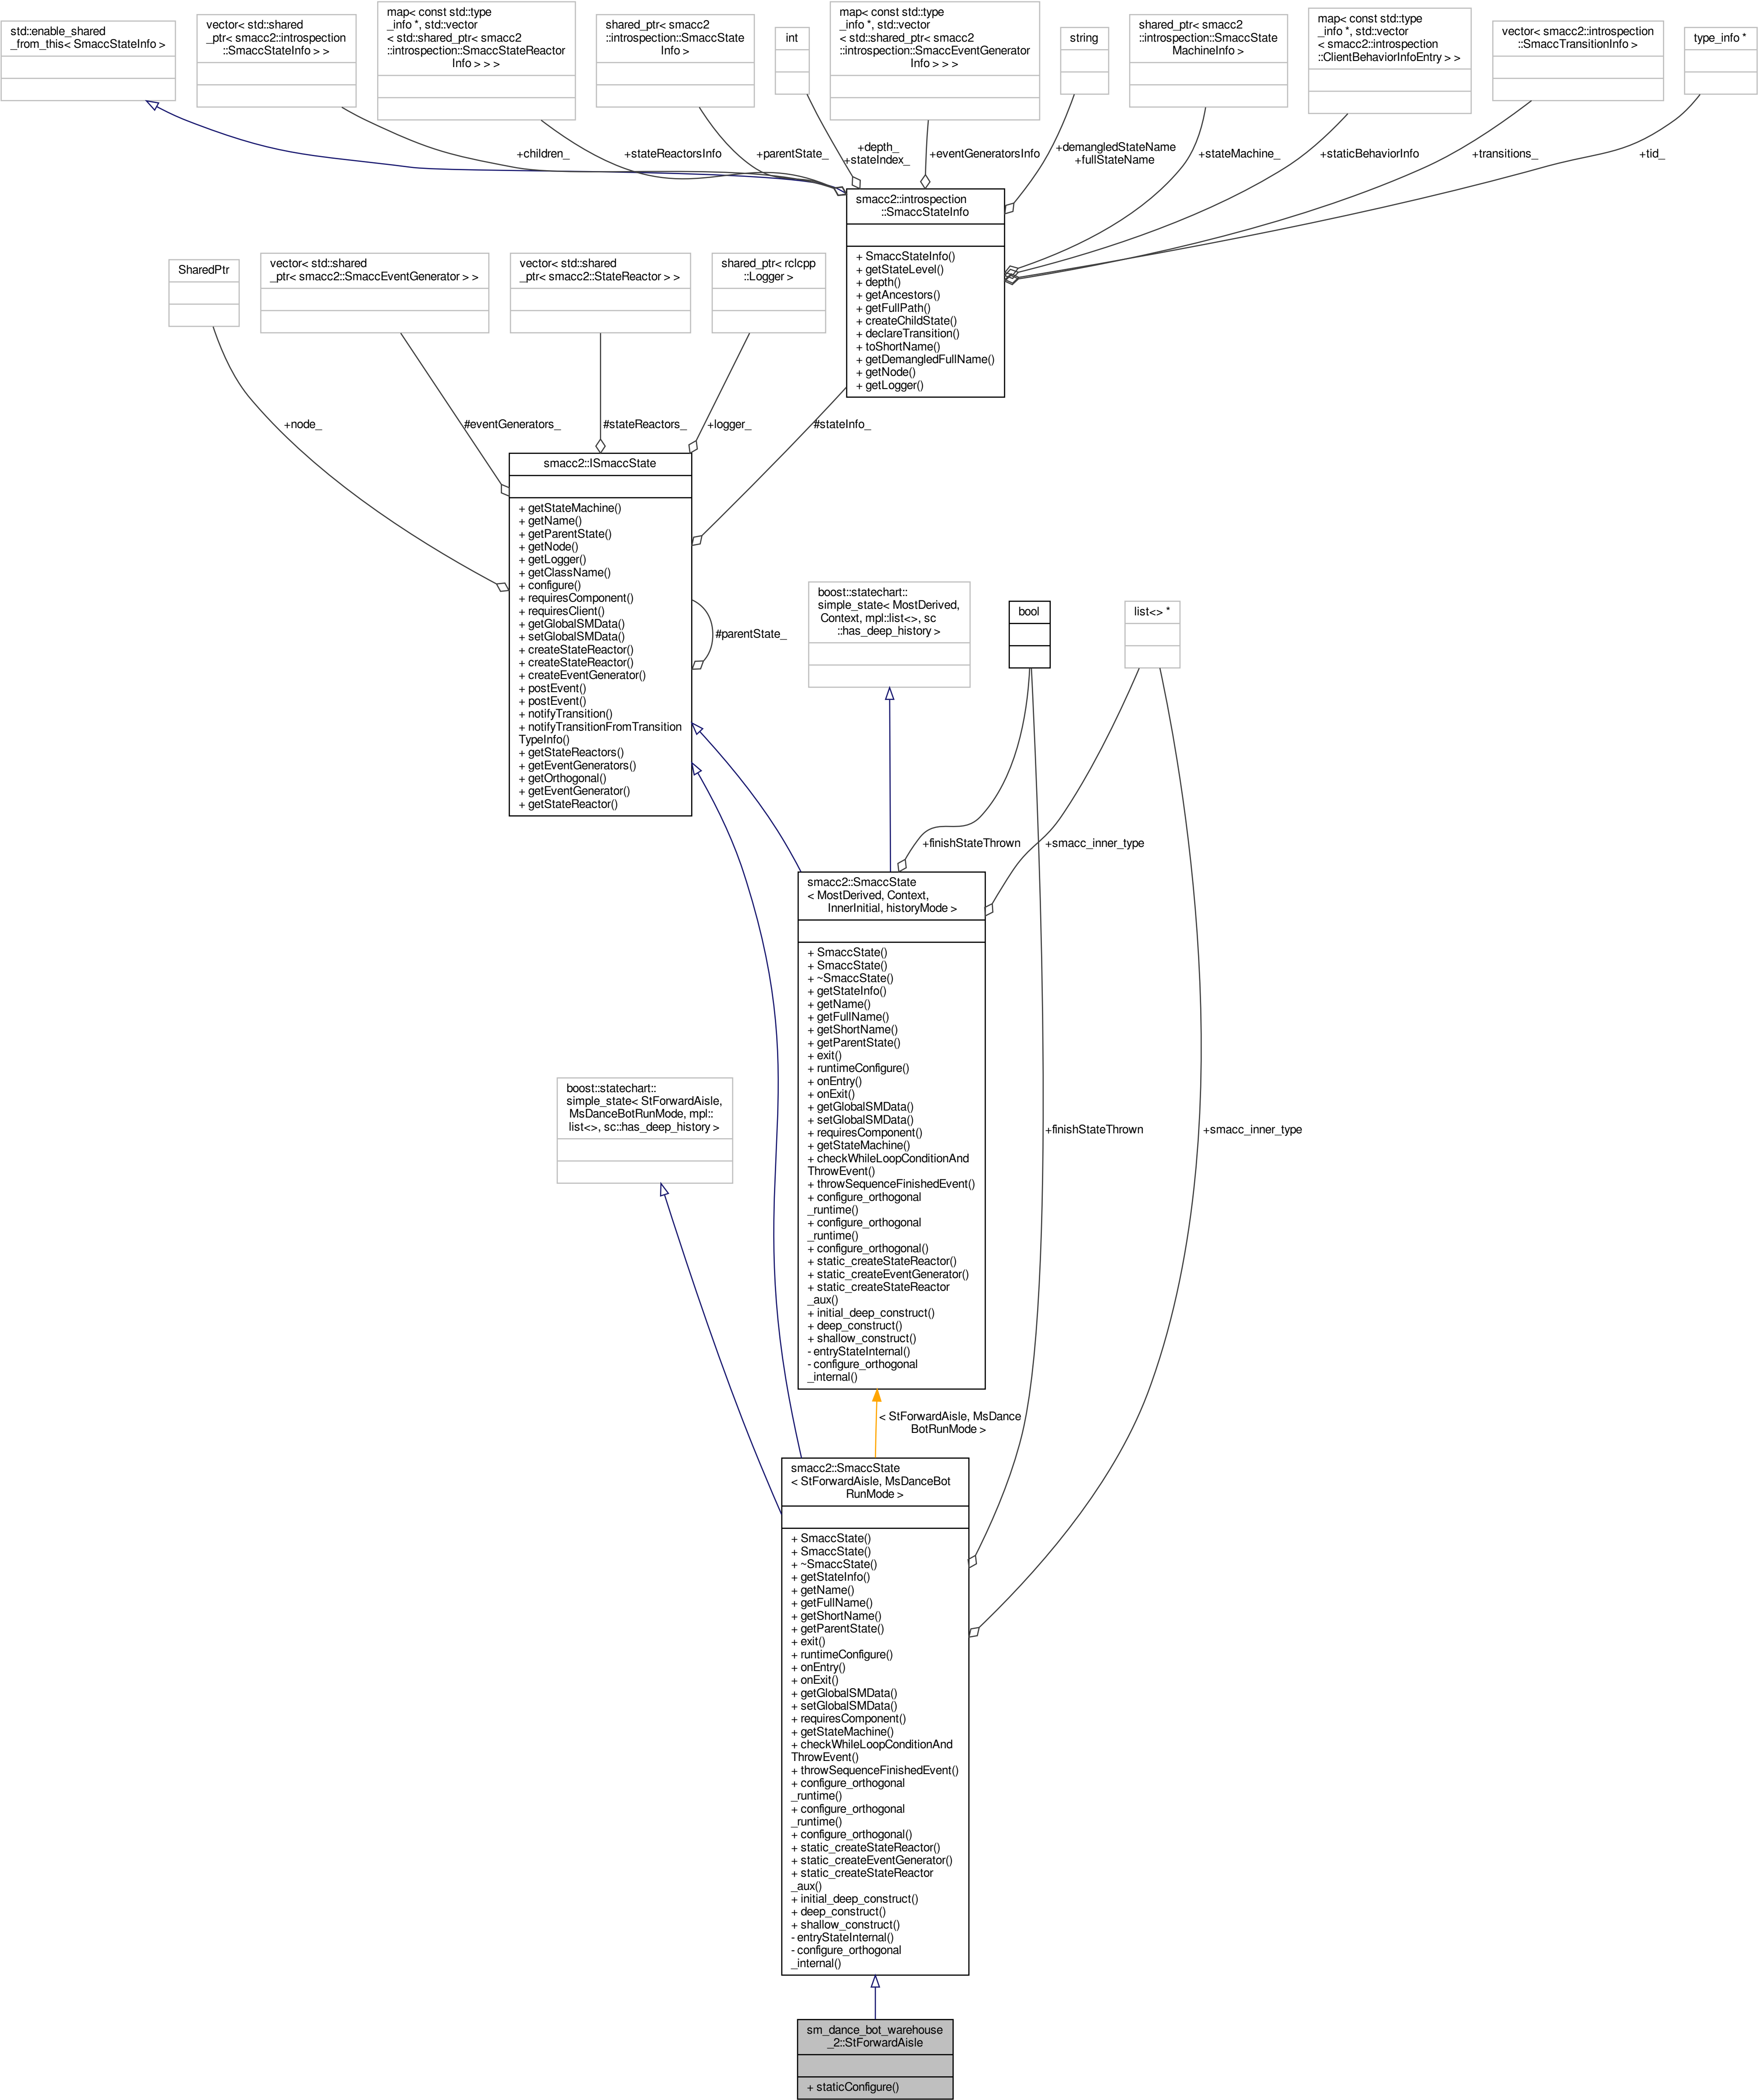 std::enable_shared
_from_this< SmaccStateInfo >
vector< std::shared
_ptr< smacc2::introspection
::SmaccStateInfo > >
map< const std::type
_info *, std::vector
< std::shared_ptr< smacc2
::introspection::SmaccStateReactor
Info > > >
shared_ptr< smacc2
::introspection::SmaccState
Info >
int
map< const std::type
_info *, std::vector
< std::shared_ptr< smacc2
::introspection::SmaccEventGenerator
Info > > >
string
shared_ptr< smacc2
::introspection::SmaccState
MachineInfo >
map< const std::type
_info *, std::vector
< smacc2::introspection
::ClientBehaviorInfoEntry > >
vector< smacc2::introspection
::SmaccTransitionInfo >
type_info *
+children_
+stateReactorsInfo
+parentState_
+depth_
+stateIndex_
+eventGeneratorsInfo
+demangledStateName
+fullStateName
+stateMachine_
+staticBehaviorInfo
+transitions_
+tid_
smacc2::introspection
::SmaccStateInfo
+ SmaccStateInfo()
+ getStateLevel()
+ depth()
+ getAncestors()
+ getFullPath()
+ createChildState()
+ declareTransition()
+ toShortName()
+ getDemangledFullName()
+ getNode()
+ getLogger()
SharedPtr
vector< std::shared
_ptr< smacc2::SmaccEventGenerator > >
vector< std::shared
_ptr< smacc2::StateReactor > >
shared_ptr< rclcpp
::Logger >
+node_
#eventGenerators_
#stateReactors_
+logger_
#stateInfo_
smacc2::ISmaccState
+ getStateMachine()
+ getName()
+ getParentState()
+ getNode()
+ getLogger()
+ getClassName()
+ configure()
+ requiresComponent()
+ requiresClient()
+ getGlobalSMData()
+ setGlobalSMData()
+ createStateReactor()
+ createStateReactor()
+ createEventGenerator()
+ postEvent()
+ postEvent()
+ notifyTransition()
+ notifyTransitionFromTransition
TypeInfo()
+ getStateReactors()
+ getEventGenerators()
+ getOrthogonal()
+ getEventGenerator()
+ getStateReactor()
#parentState_
boost::statechart::
simple_state< MostDerived,
Context, mpl::list<>, sc
::has_deep_history >
bool
list<> *
+finishStateThrown
+smacc_inner_type
smacc2::SmaccState
< MostDerived, Context,
InnerInitial, historyMode >
+ SmaccState()
+ SmaccState()
+ ~SmaccState()
+ getStateInfo()
+ getName()
+ getFullName()
+ getShortName()
+ getParentState()
+ exit()
+ runtimeConfigure()
+ onEntry()
+ onExit()
+ getGlobalSMData()
+ setGlobalSMData()
+ requiresComponent()
+ getStateMachine()
+ checkWhileLoopConditionAnd
ThrowEvent()
+ throwSequenceFinishedEvent()
+ configure_orthogonal
_runtime()
+ configure_orthogonal
_runtime()
+ configure_orthogonal()
+ static_createStateReactor()
+ static_createEventGenerator()
+ static_createStateReactor
_aux()
+ initial_deep_construct()
+ deep_construct()
+ shallow_construct()
- entryStateInternal()
- configure_orthogonal
_internal()
boost::statechart::
simple_state< StForwardAisle,
MsDanceBotRunMode, mpl::
list<>, sc::has_deep_history >
+finishStateThrown
+smacc_inner_type
< StForwardAisle, MsDance
BotRunMode >
smacc2::SmaccState
< StForwardAisle, MsDanceBot
RunMode >
+ SmaccState()
+ SmaccState()
+ ~SmaccState()
+ getStateInfo()
+ getName()
+ getFullName()
+ getShortName()
+ getParentState()
+ exit()
+ runtimeConfigure()
+ onEntry()
+ onExit()
+ getGlobalSMData()
+ setGlobalSMData()
+ requiresComponent()
+ getStateMachine()
+ checkWhileLoopConditionAnd
ThrowEvent()
+ throwSequenceFinishedEvent()
+ configure_orthogonal
_runtime()
+ configure_orthogonal
_runtime()
+ configure_orthogonal()
+ static_createStateReactor()
+ static_createEventGenerator()
+ static_createStateReactor
_aux()
+ initial_deep_construct()
+ deep_construct()
+ shallow_construct()
- entryStateInternal()
- configure_orthogonal
_internal()
sm_dance_bot_warehouse
_2::StForwardAisle
+ staticConfigure()